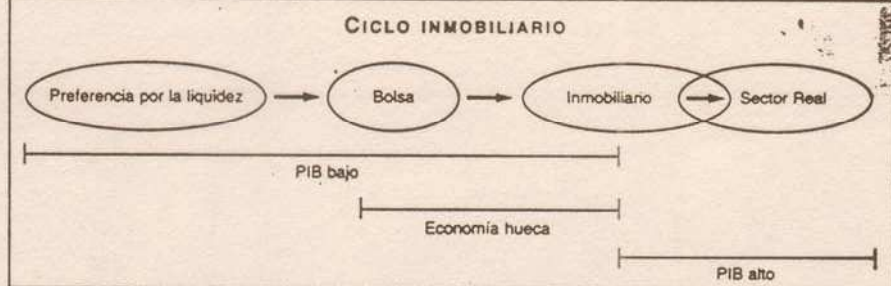 CICLO INMOBILIARIO
Preferencia por la liquidez
Bolsa
Inmobiliario
Sector Real
PIB bajo
Economía hueca
PIB alto